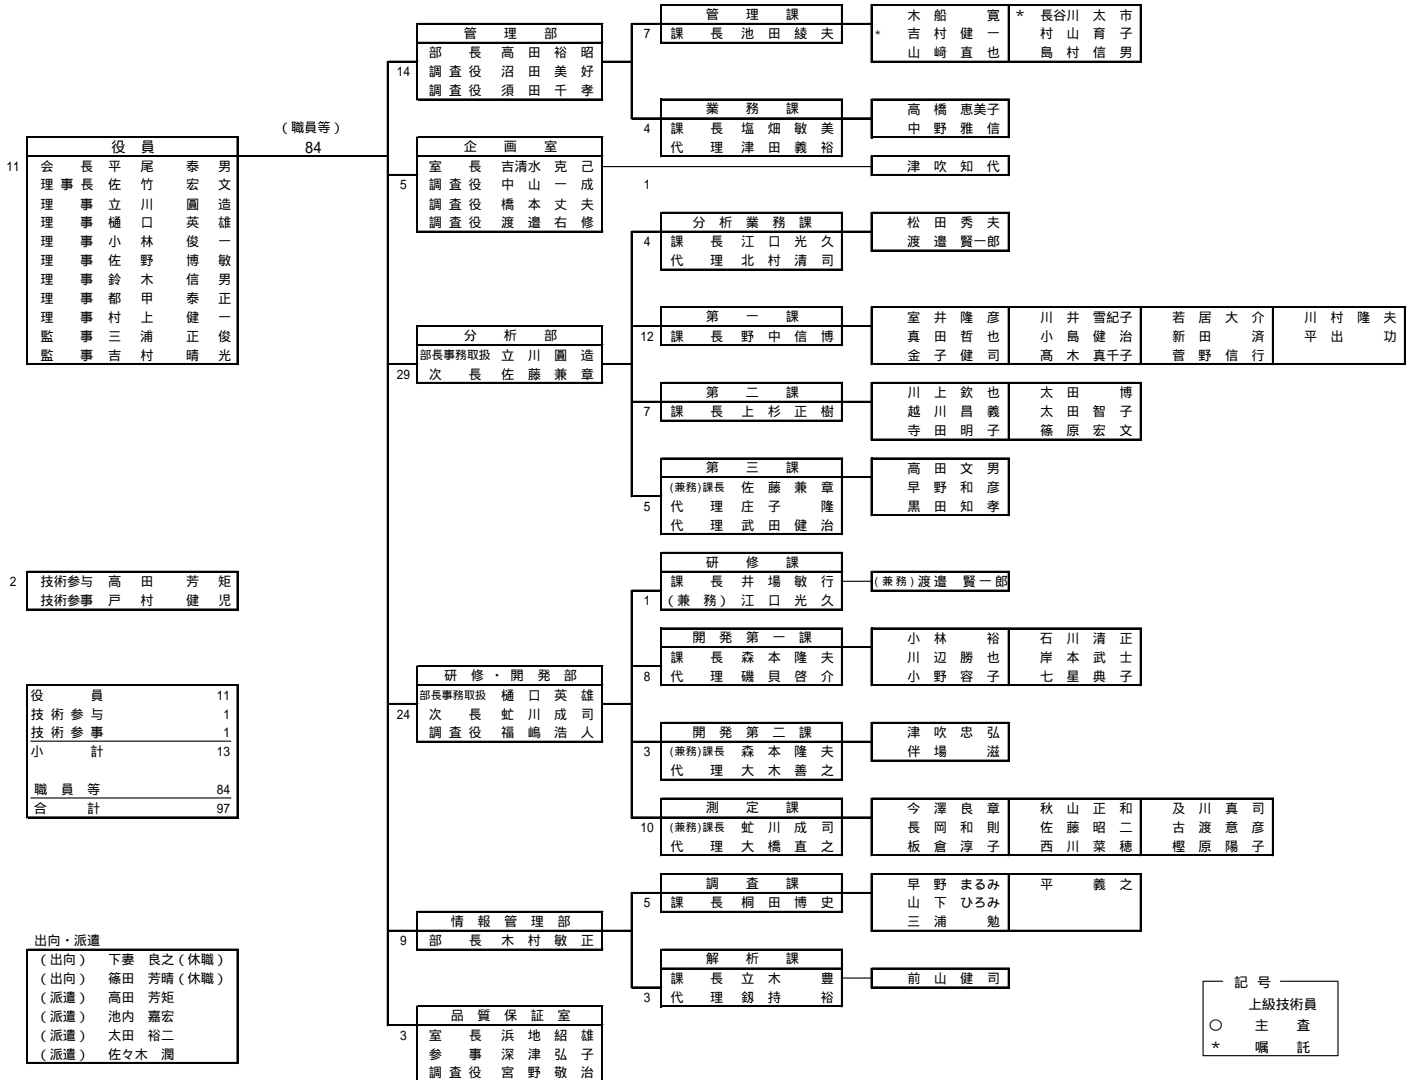 (職員等)
84
11
役員
会長 平尾泰男
理事長 佐竹宏文
理事 立川圓造
理事 樋口英雄
理事 小林俊一
理事 佐野博敏
理事 鈴木信男
理事 都甲泰正
理事 村上健一
監事 三浦正俊
監事 吉村晴光
2
技術参与 高田芳矩
技術参事 戸村健児
役員 11
技術参与 1
技術参事 1
小計 13
職員等 84
合計 97
出向・派遣
(出向) 下妻 良之(休職)
(出向) 篠田 芳晴(休職)
(派遣) 高田 芳矩
(派遣) 池内 嘉宏
(派遣) 太田 裕二
(派遣) 佐々木 潤
14
管理部
部長 高田裕昭
調査役 沼田美好
調査役 須田千孝
7
管理課
課長 池田綾夫
木船寛 * 長谷川太市
* 吉村健一 村山育子
山﨑直也 島村信男
4
業務課
課長 塩畑敏美
代理 津田義裕
高橋恵美子
中野雅信
5
企画室
室長 吉清水克己
調査役 中山一成
調査役 橋本丈夫
調査役 渡邉右修
1
津吹知代
29
分析部
部長事務取扱 立川圓造
次長 佐藤兼章
4
分析業務課
課長 江口光久
代理 北村清司
松田秀夫
渡邉賢一郎
12
第一課
課長 野中信博
室井隆彦 川井雪紀子 若居大介 川村隆夫
真田哲也 小島健治 新田済 平出功
金子健司 髙木真千子 菅野信行
7
第二課
課長 上杉正樹
川上欽也 太田博
越川昌義 太田智子
寺田明子 篠原宏文
5
第三課
(兼務)課長 佐藤兼章
代理 庄子隆
代理 武田健治
高田文男
早野和彦
黒田知孝
24
研修・開発部
部長事務取扱 樋口英雄
次長 虻川成司
調査役 福嶋浩人
1
研修課
課長 井場敏行
(兼務) 江口光久
(兼務)渡邉 賢一郎
8
開発第一課
課長 森本隆夫
代理 磯貝啓介
小林裕 石川清正
川辺勝也 岸本武士
小野容子 七星典子
3
開発第二課
(兼務)課長 森本隆夫
代理 大木善之
津吹忠弘
伴場滋
10
測定課
(兼務)課長 虻川成司
代理 大橋直之
今澤良章 秋山正和 及川真司
長岡和則 佐藤昭二 古渡意彦
板倉淳子 西川菜穂 樫原陽子
9
情報管理部
部長 木村敏正
5
調査課
課長 桐田博史
早野まるみ 平義之
山下ひろみ
三浦勉
3
解析課
課長 立木豊
代理 釼持裕
前山健司
3
品質保証室
室長 浜地紹雄
参事 深津弘子
調査役 宮野敬治
記号
上級技術員
○ 主査
* 嘱託